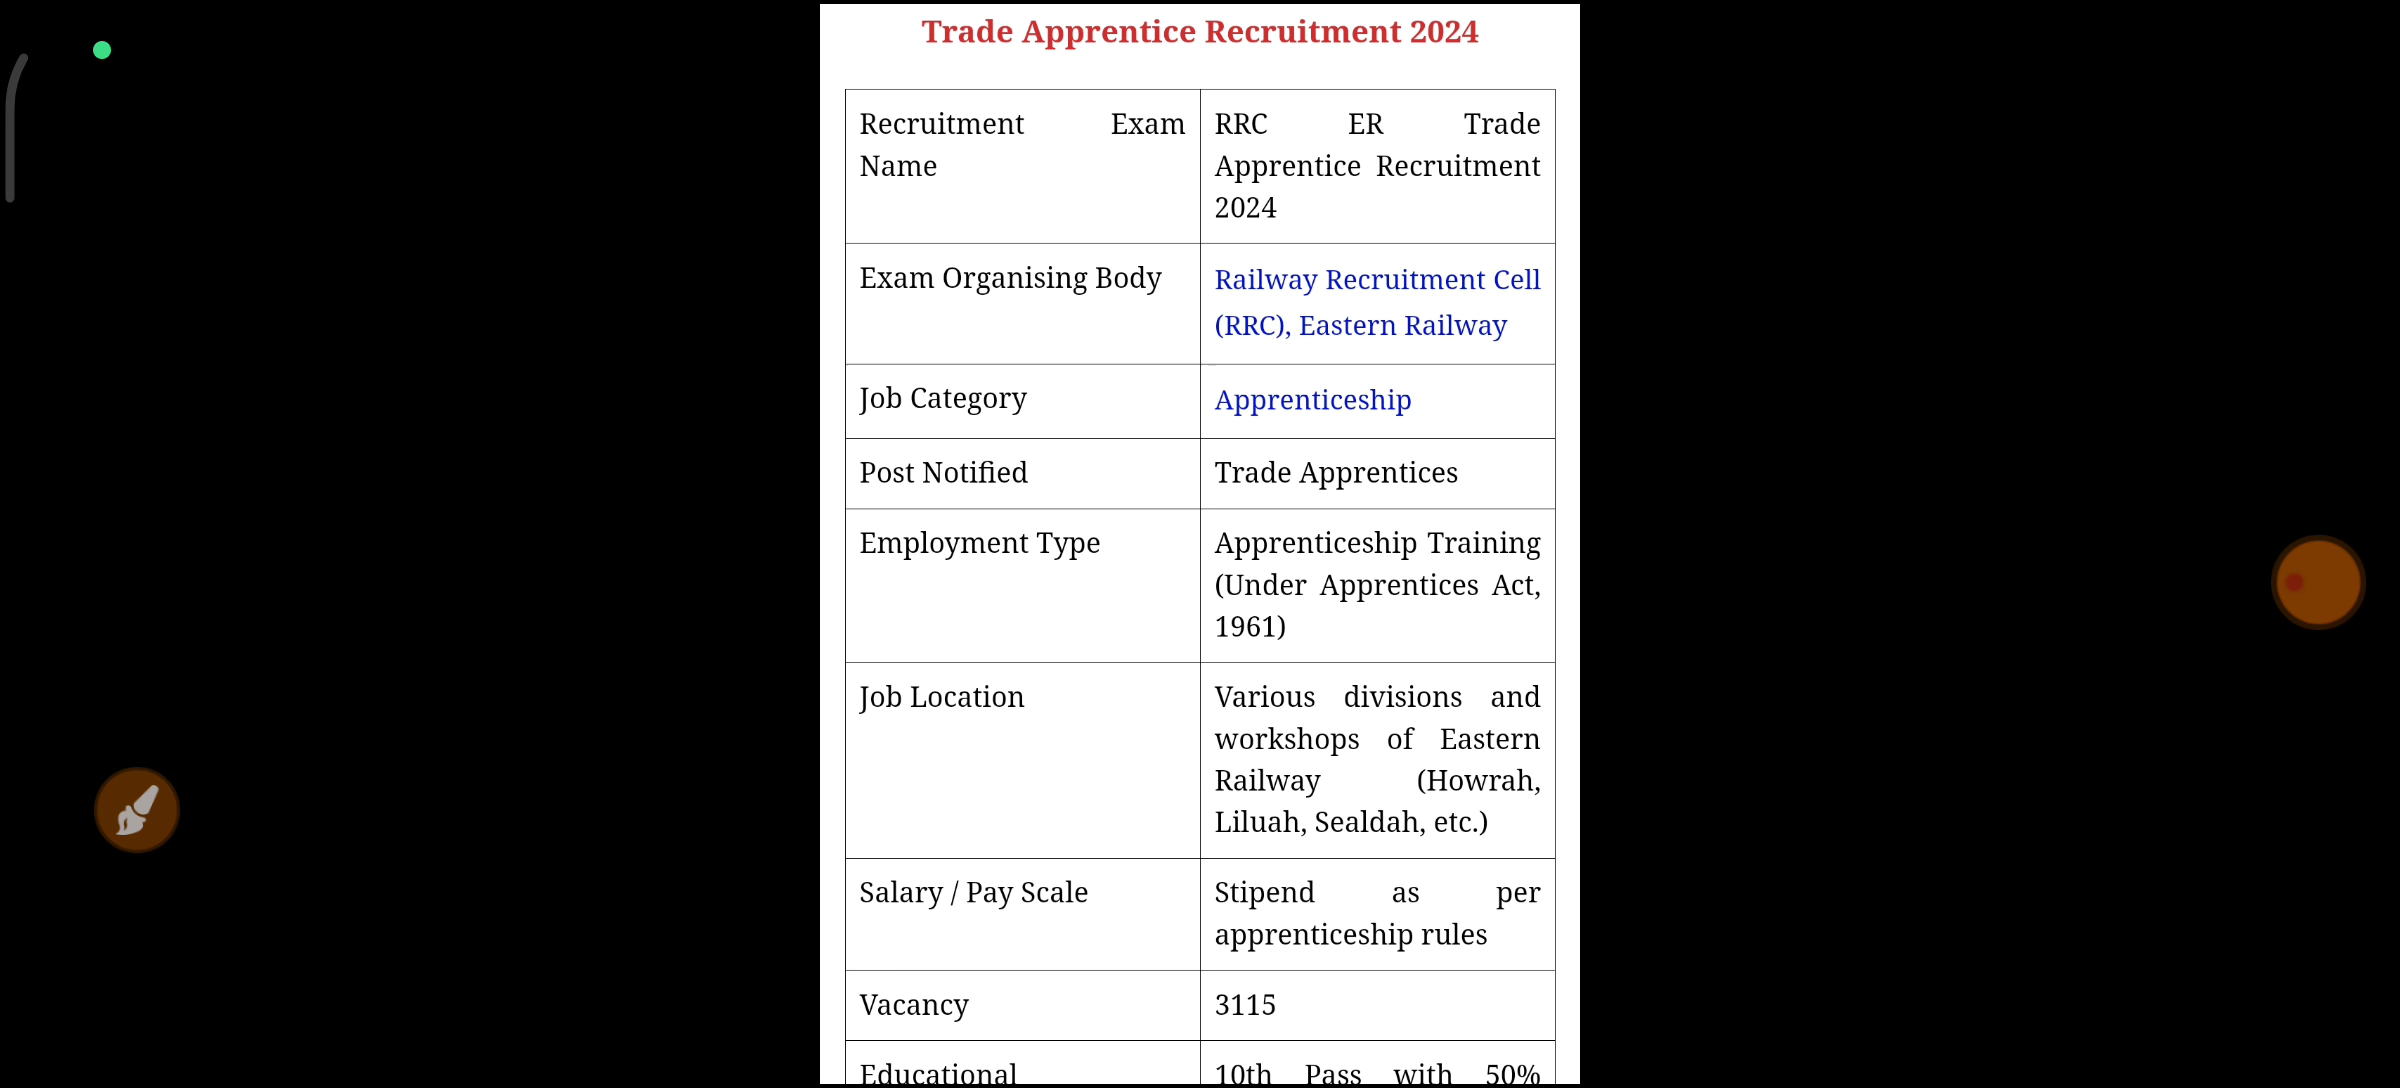 Trade Apprentice Recruitment 2024
Recruitment Exam
Name
RRC ER Trade
Apprentice Recruitment
2024
Exam Organising Body
Railway Recruitment Cell
(RRC), Eastern Railway
Job Category
Apprenticeship
Post Notified
Trade Apprentices
Employment Type
Apprenticeship Training
(Under Apprentices Act,
1961)
Job Location
Various divisions and
workshops of Eastern
Railway (Howrah,
Liluah, Sealdah, etc.)
Salary / Pay Scale
Stipend as per
apprenticeship rules
Vacancy
3115
Educational
10th Pass with 50%